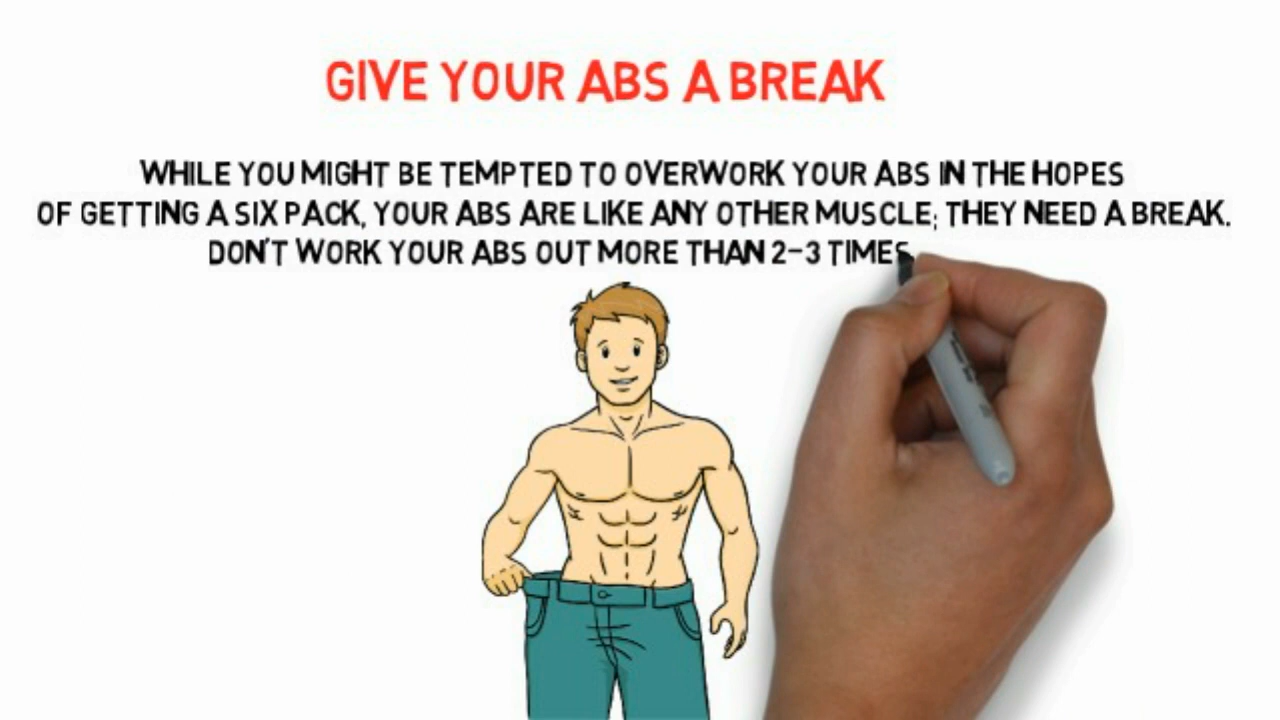 GIVE YOUR ABS A BREAK
WHILE YOU MIGHT BE TEMPTED TO OVERWORK YOUR ABS IN THE HOPES
OF GETTING A SIX PACK, YOUR ABS ARE LIKE ANY OTHER MUSCLE; THEY NEED A BREAK.
DON'T WORK YOUR ABS OUT MORE THAN 2-3 TIMES